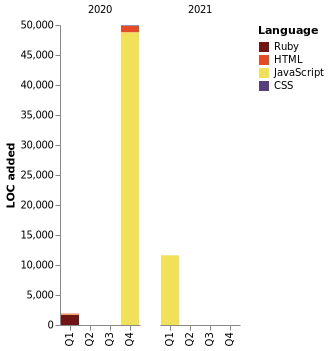 2020
2021
Language
Ruby
HTML
JavaScript
CSS
LOC added
50,000
45,000
40,000
35,000
30,000
25,000
20,000
15,000
10,000
5,000
0
Q1 Q2 Q3 Q4
Q1 Q2 Q3 Q4